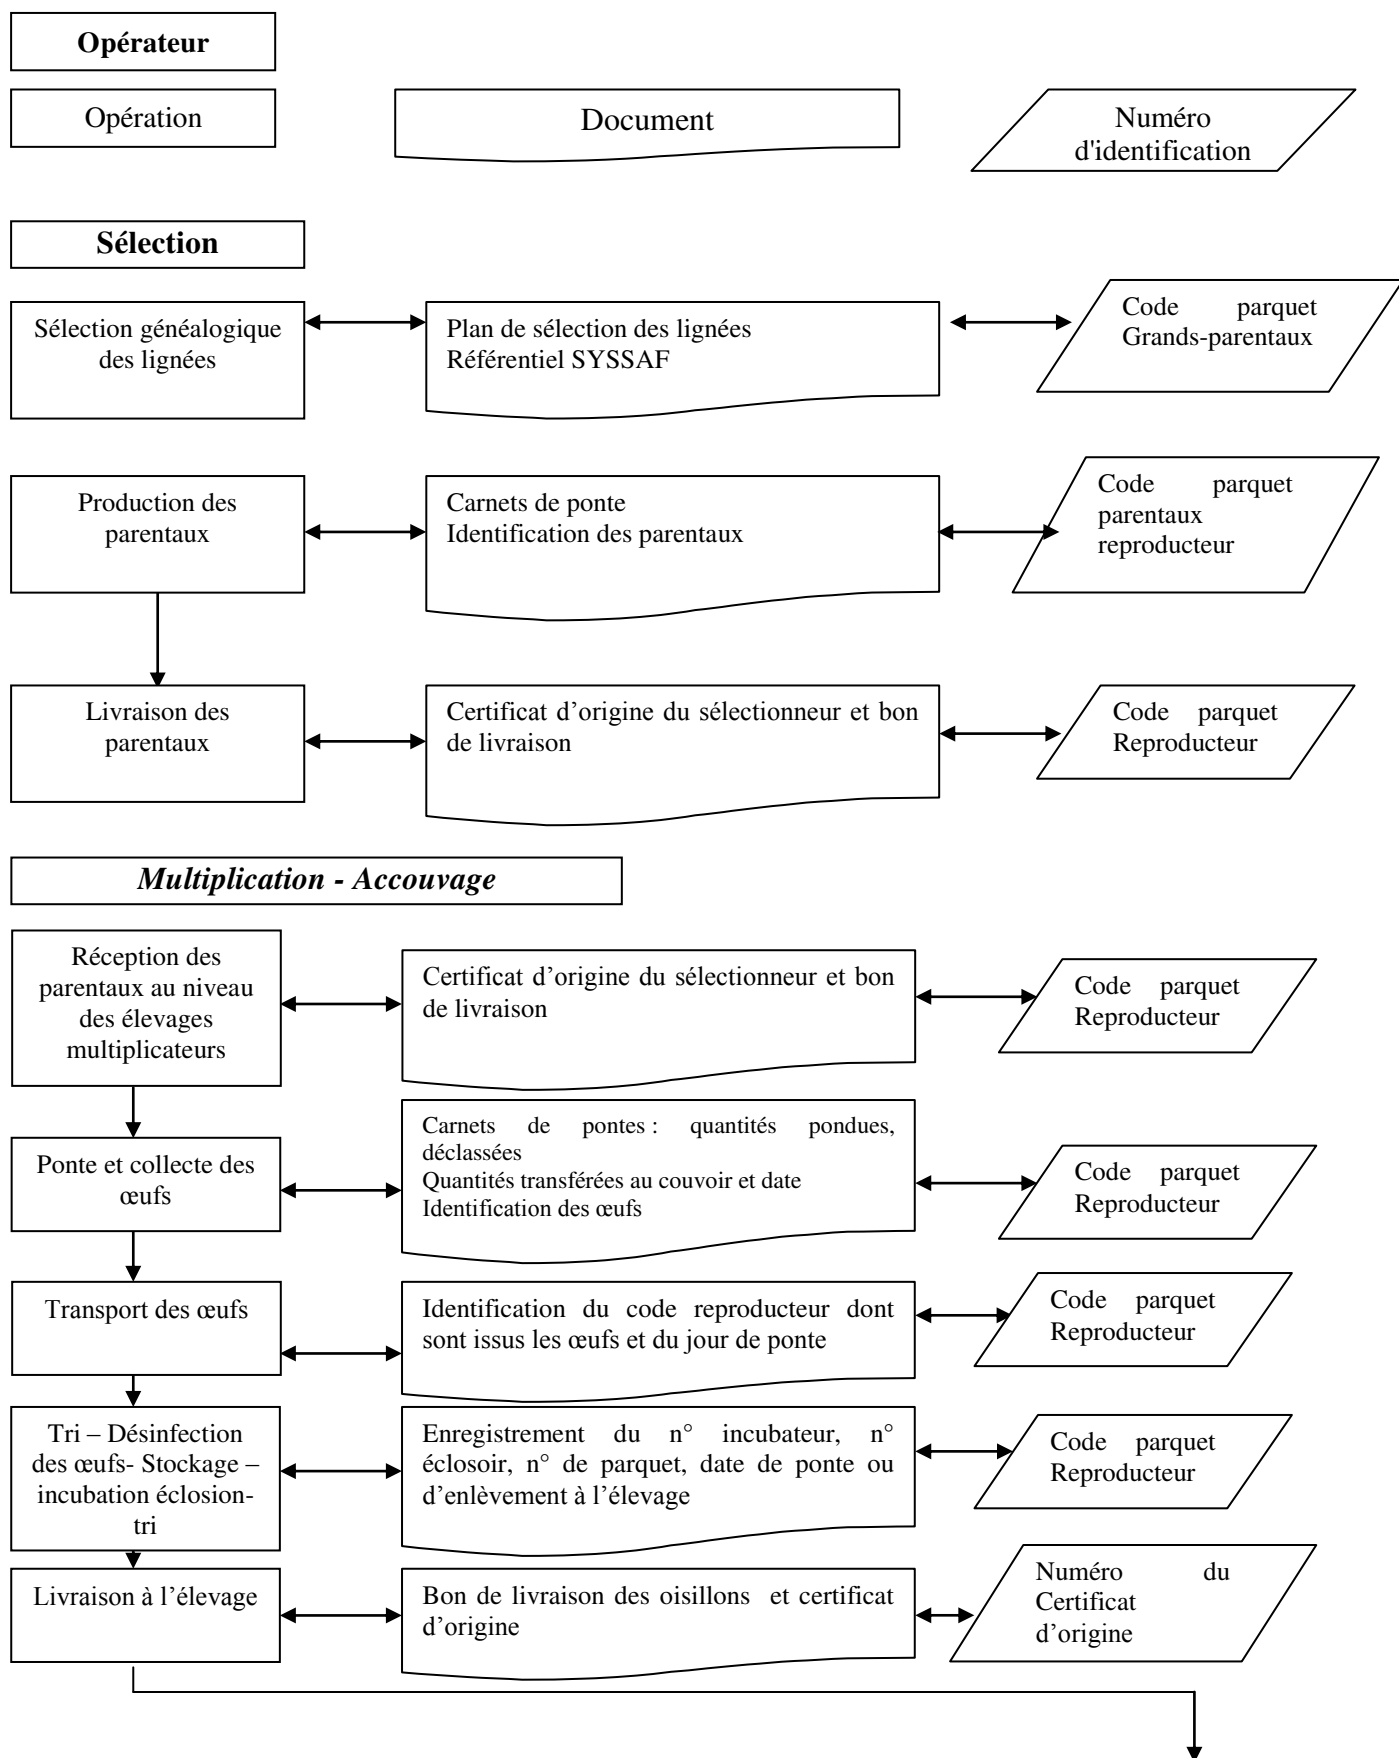 Opérateur
Opération
Document
Numéro
d'identification
Sélection
Sélection généalogique
des lignées
Plan de sélection des lignées
Référentiel SYSSAF
Code parquet
Grands-parentaux
Production des
parentaux
Carnets de ponte
Identification des parentaux
Code parquet
parentaux
reproducteur
Livraison des
parentaux
Certificat d’origine du sélectionneur et bon
de livraison
Code parquet
Reproducteur
Multiplication - Accouvage
Réception des
parentaux au niveau
des élevages
multiplicateurs
Certificat d’origine du sélectionneur et bon
de livraison
Code parquet
Reproducteur
Ponte et collecte des
œufs
Carnets de pontes : quantités pondues,
déclassées
Quantités transférées au couvoir et date
Identification des œufs
Code parquet
Reproducteur
Transport des œufs
Identification du code reproducteur dont
sont issus les œufs et du jour de ponte
Code parquet
Reproducteur
Tri – Désinfection
des œufs- Stockage –
incubation éclosion-
tri
Enregistrement du n° incubateur, n°
éclosoir, n° de parquet, date de ponte ou
d’enlèvement à l’élevage
Code parquet
Reproducteur
Livraison à l’élevage
Bon de livraison des oisillons et certificat
d’origine
Numéro du
Certificat
d’origine